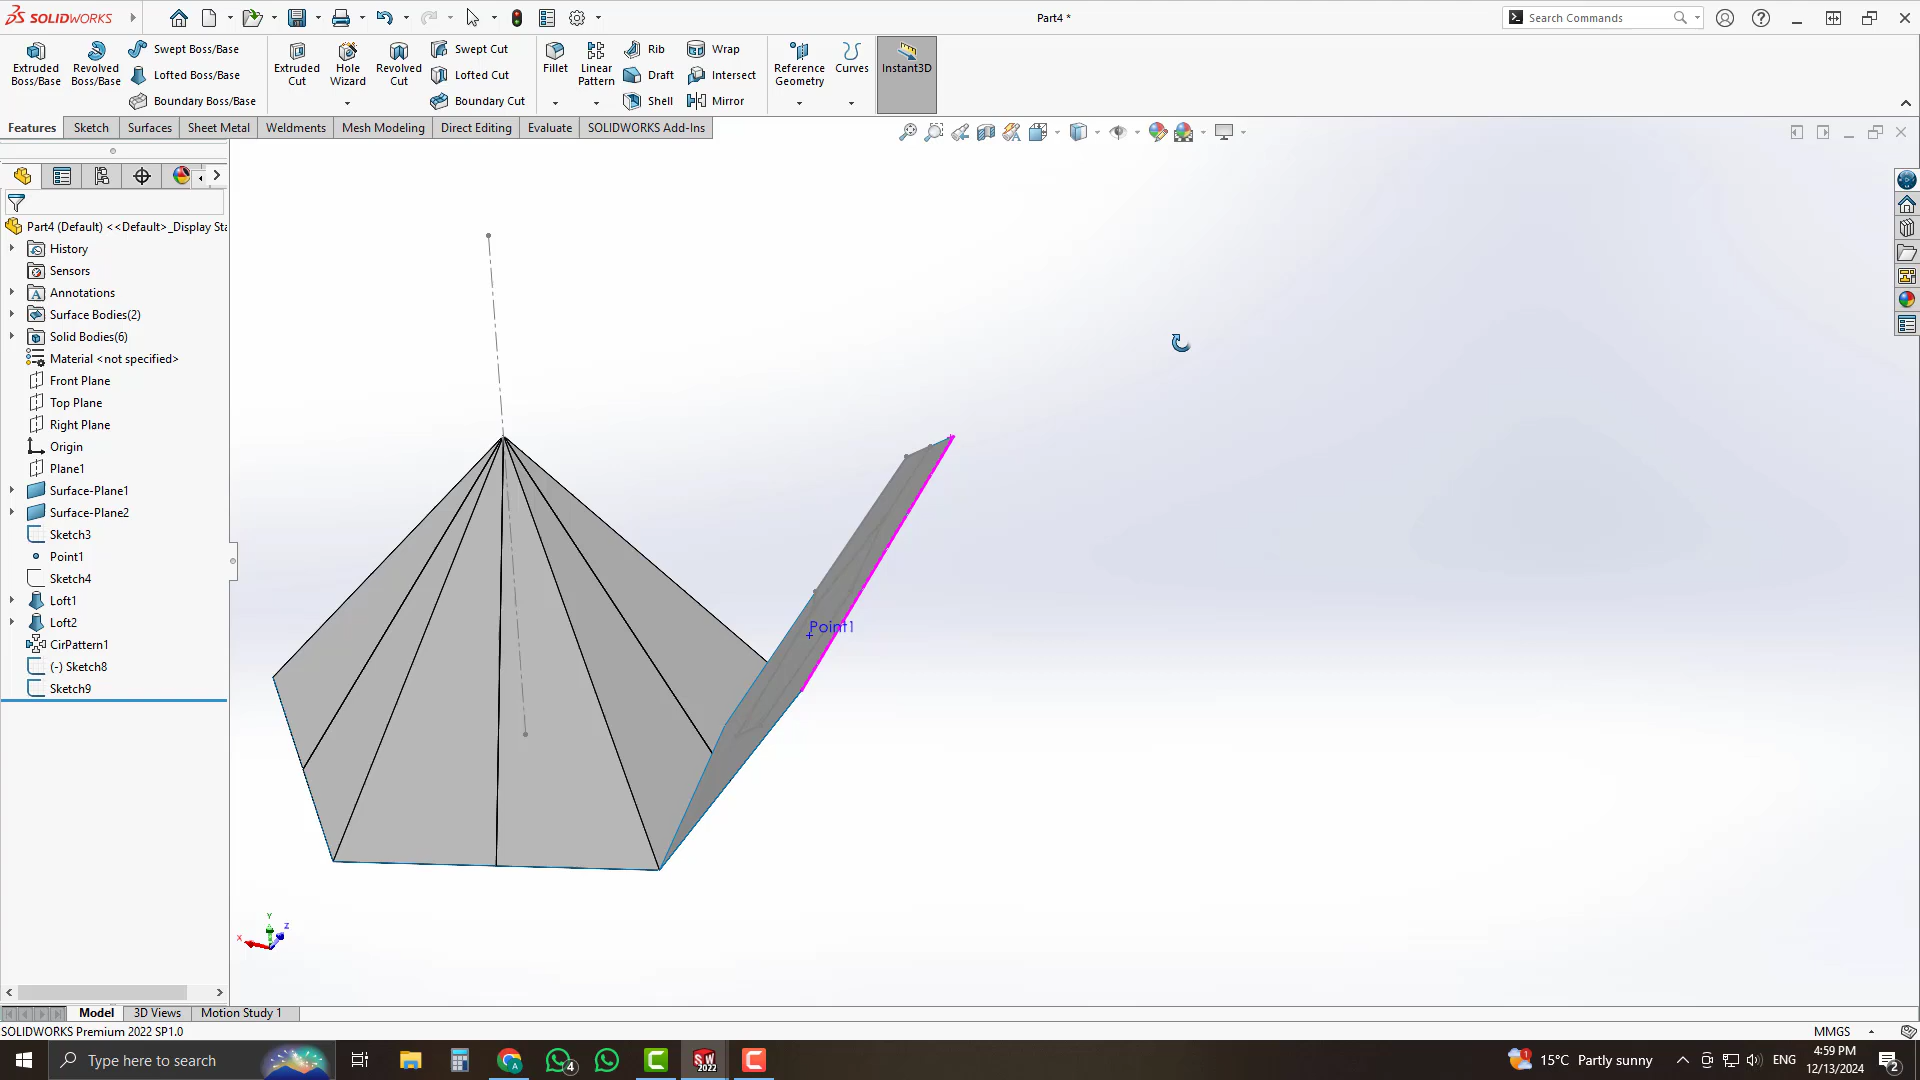 SOLIDWORKS
Part4 *
Search Commands
Extruded Boss/Base
Revolved Boss/Base
Swept Boss/Base
Lofted Boss/Base
Boundary Boss/Base
Extruded Cut
Hole Wizard
Revolved Cut
Swept Cut
Lofted Cut
Boundary Cut
Fillet
Linear Pattern
Rib
Draft
Shell
Wrap
Intersect
Mirror
Reference Geometry
Curves
Instant3D
Features
Sketch
Surfaces
Sheet Metal
Weldments
Mesh Modeling
Direct Editing
Evaluate
SOLIDWORKS Add-Ins
Part4 (Default) <<Default>_Display Sta
History
Sensors
Annotations
Surface Bodies(2)
Solid Bodies(6)
Material <not specified>
Front Plane
Top Plane
Right Plane
Origin
Plane1
Surface-Plane1
Surface-Plane2
Sketch3
Point1
Sketch4
Loft1
Loft2
CirPattern1
(-) Sketch8
Sketch9
Point1
Y
Z
X
Model
3D Views
Motion Study 1
SOLIDWORKS Premium 2022 SP1.0
MMGS
Type here to search
4
SW
2022
1
15°C Partly sunny
ENG
4:59 PM
12/13/2024
2